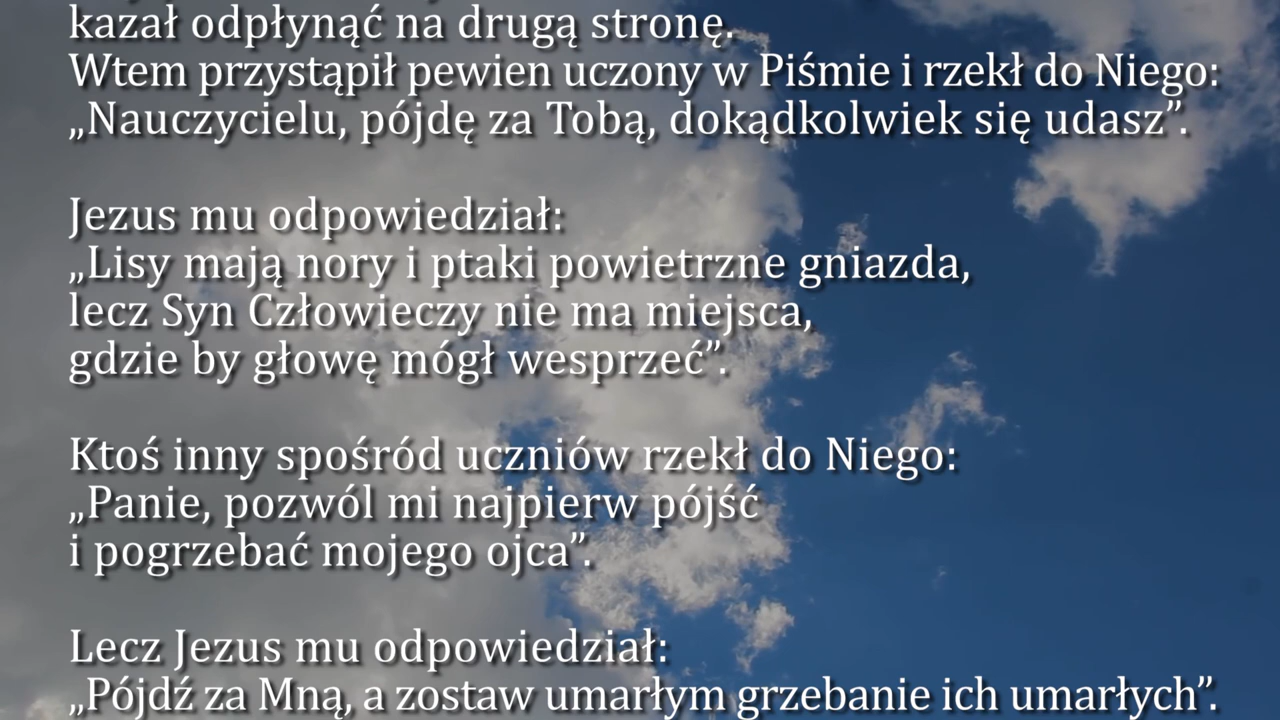 kazał odpłynąć na drugą stronę.
Wtem przystąpił pewien uczony w Piśmie i rzekł do Niego:
„Nauczycielu, pójdę za Tobą, dokądkolwiek się udasz”.
Jezus mu odpowiedział:
„Lisy mają nory i ptaki powietrzne gniazda,
lecz Syn Człowieczy nie ma miejsca,
gdzie by głowę mógł wesprzeć”.
Ktoś inny spośród uczniów rzekł do Niego:
„Panie, pozwól mi najpierw pójść
i pogrzebać mojego ojca”.
Lecz Jezus mu odpowiedział:
„Pójdź za Mną, a zostaw umarłym grzebanie ich umarłych”.